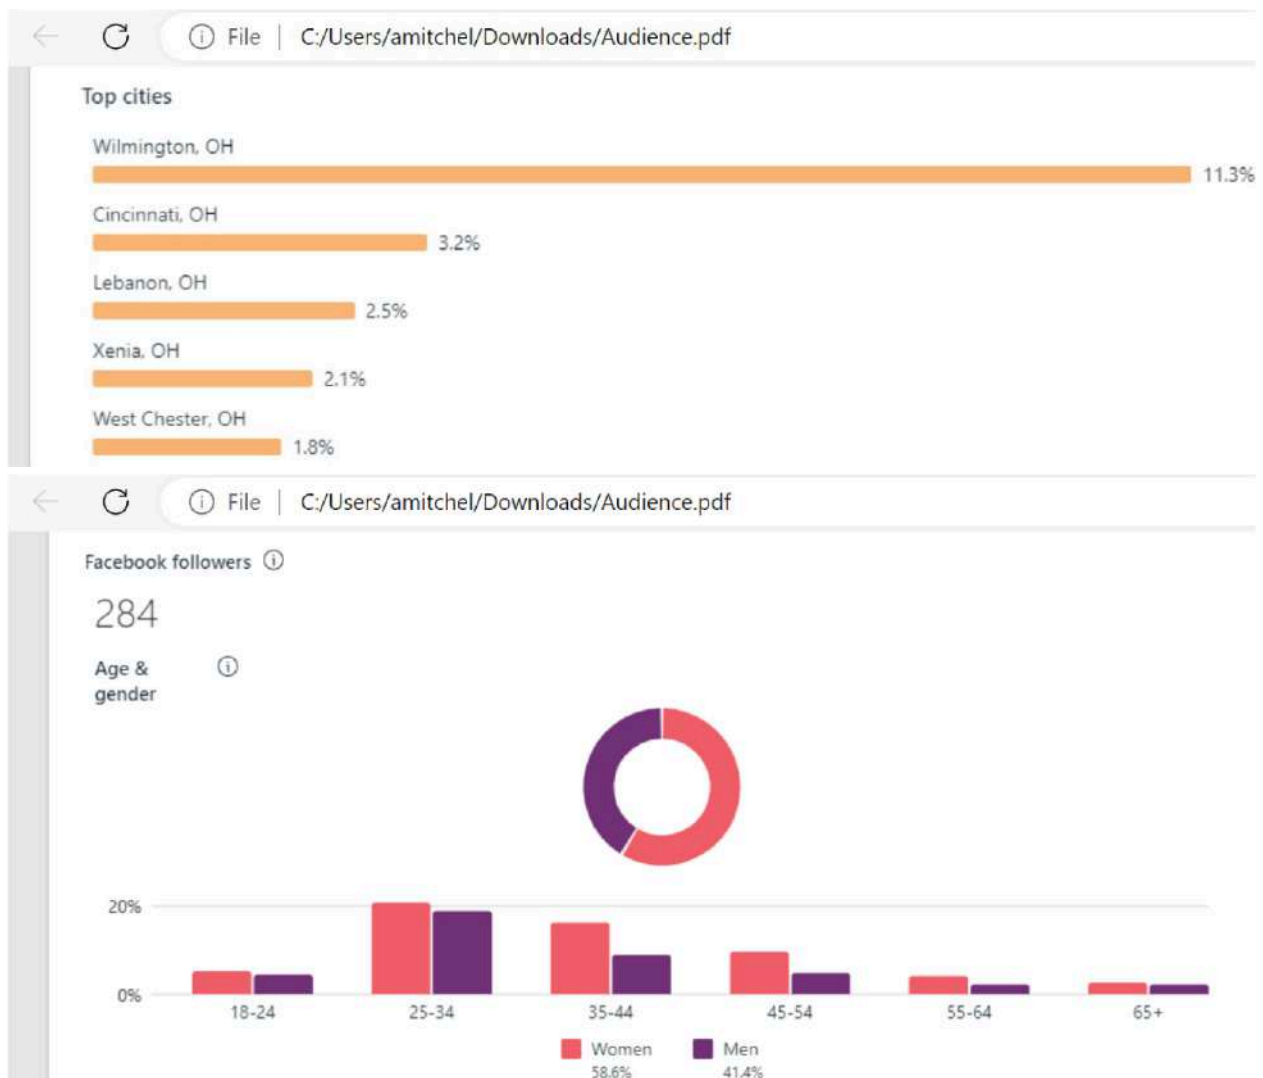 File | C:/Users/amitchel/Downloads/Audience.pdf
Top cities
Wilmington, OH
11.3%
Cincinnati, OH
3.2%
Lebanon, OH
2.5%
Xenia, OH
2.1%
West Chester, OH
1.8%
File | C:/Users/amitchel/Downloads/Audience.pdf
Facebook followers
284
Age &
gender
20%
0%
18-24 25-34 35-44 45-54 55-64 65+
Women Men
58.6% 41.4%